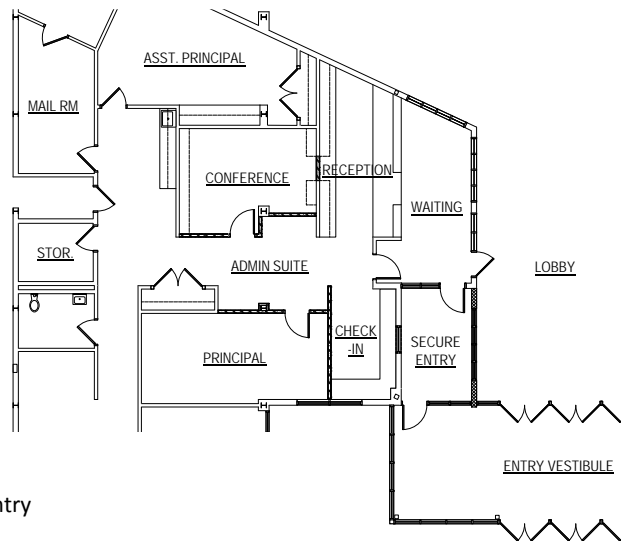 ASST. PRINCIPAL
MAIL RM
RECEPTION
CONFERENCE
WAITING
STOR.
ADMIN SUITE
LOBBY
CHECK
-IN
SECURE
ENTRY
PRINCIPAL
ENTRY VESTIBULE
ntry